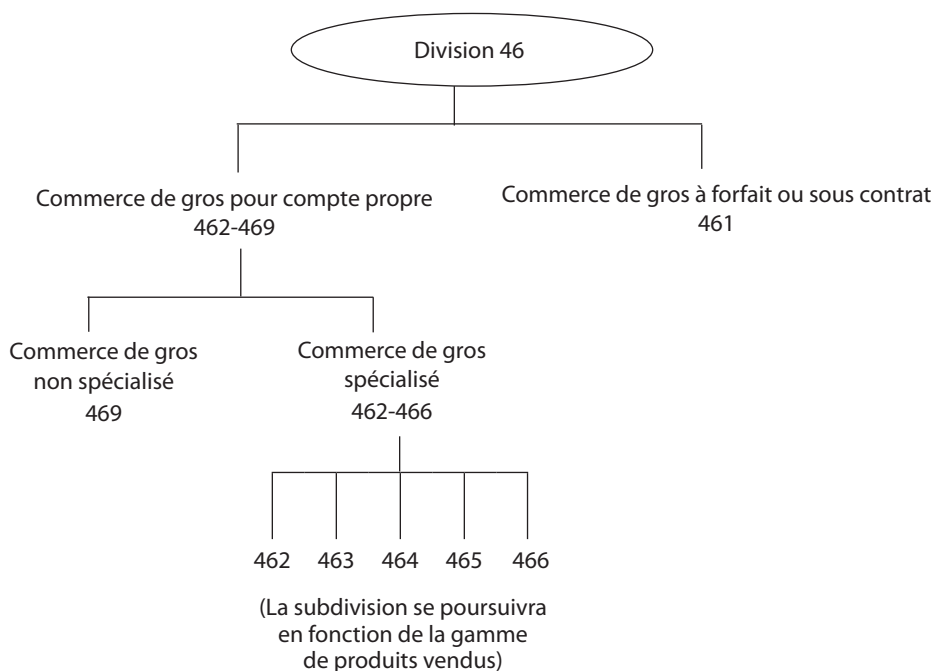 Division 46
Commerce de gros pour compte propre
462-469
Commerce de gros à forfait ou sous contrat
461
Commerce de gros
non spécialisé
469
Commerce de gros
spécialisé
462-466
462 463 464 465 466
(La subdivision se poursuivra
en fonction de la gamme
de produits vendus)